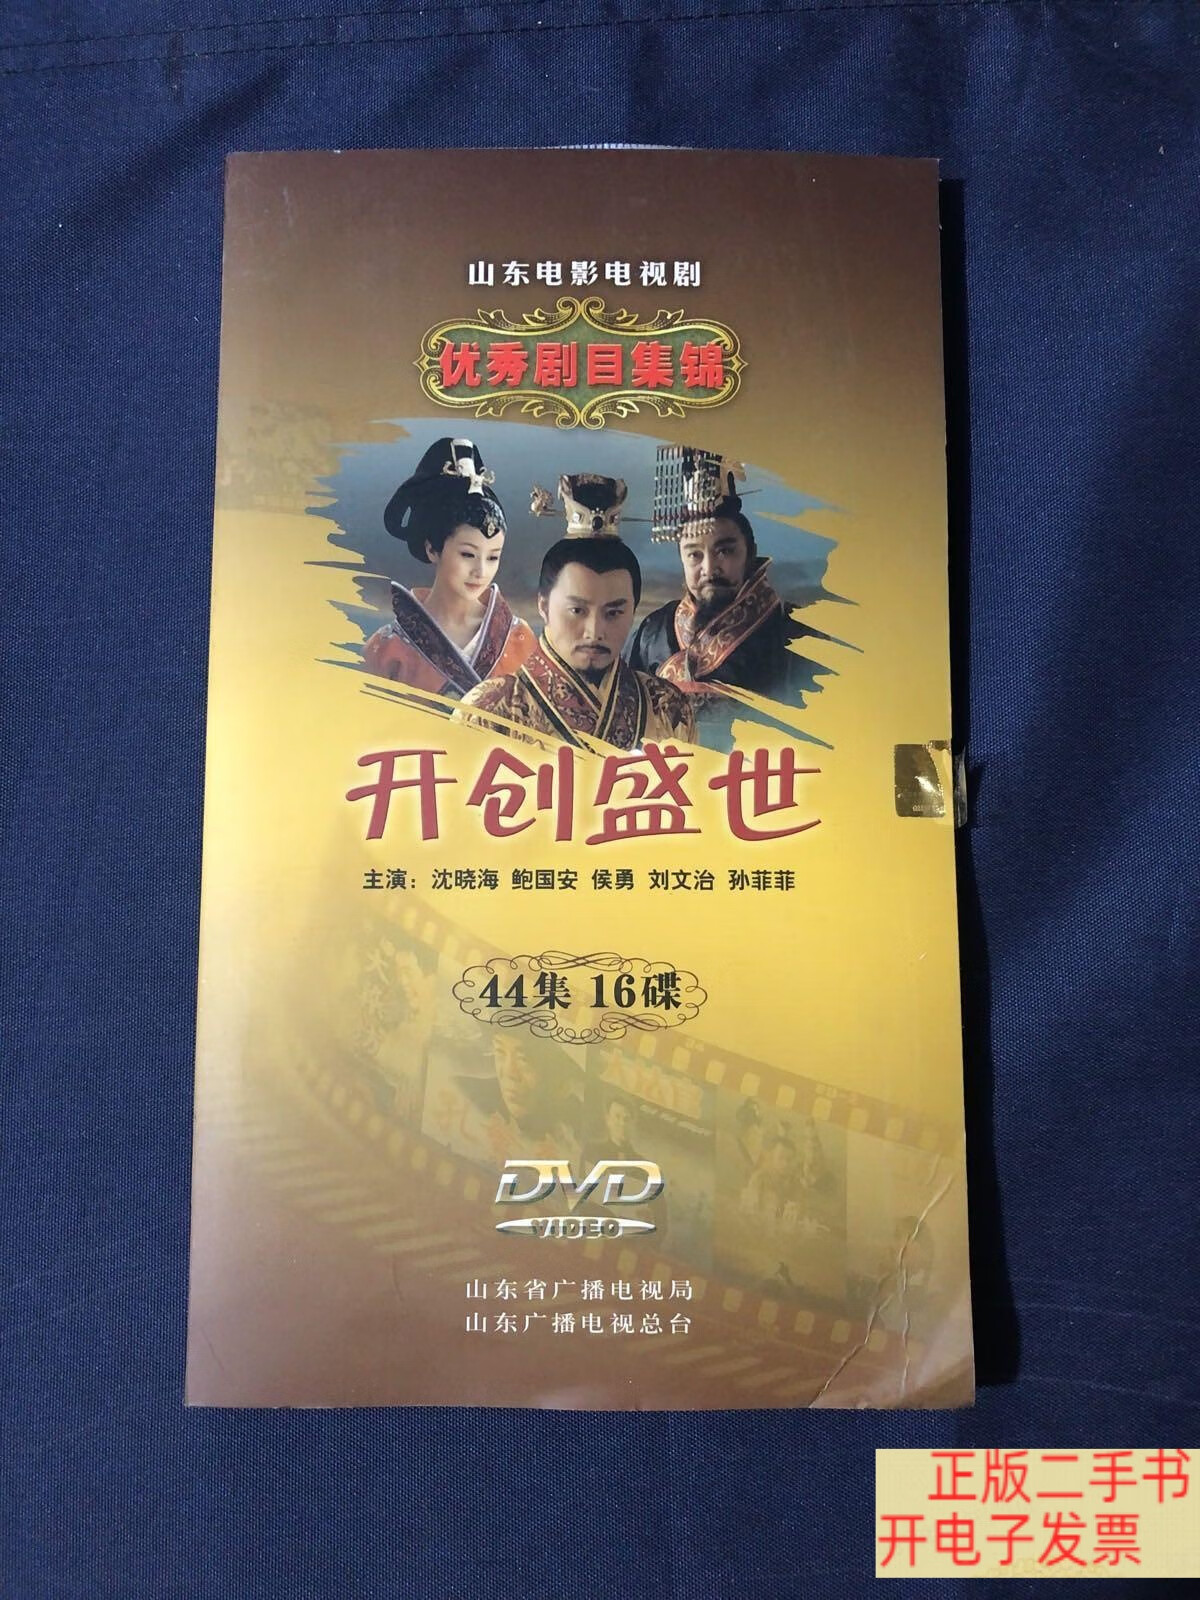 山东电影电视剧
优秀剧目集锦
开创盛世
主演：沈晓海 鲍国安 侯勇 刘文治 孙菲菲
44集 16碟
DVD
VIDEO
山东省广播电视局
山东广播电视总台
正版二手书
开电子发票